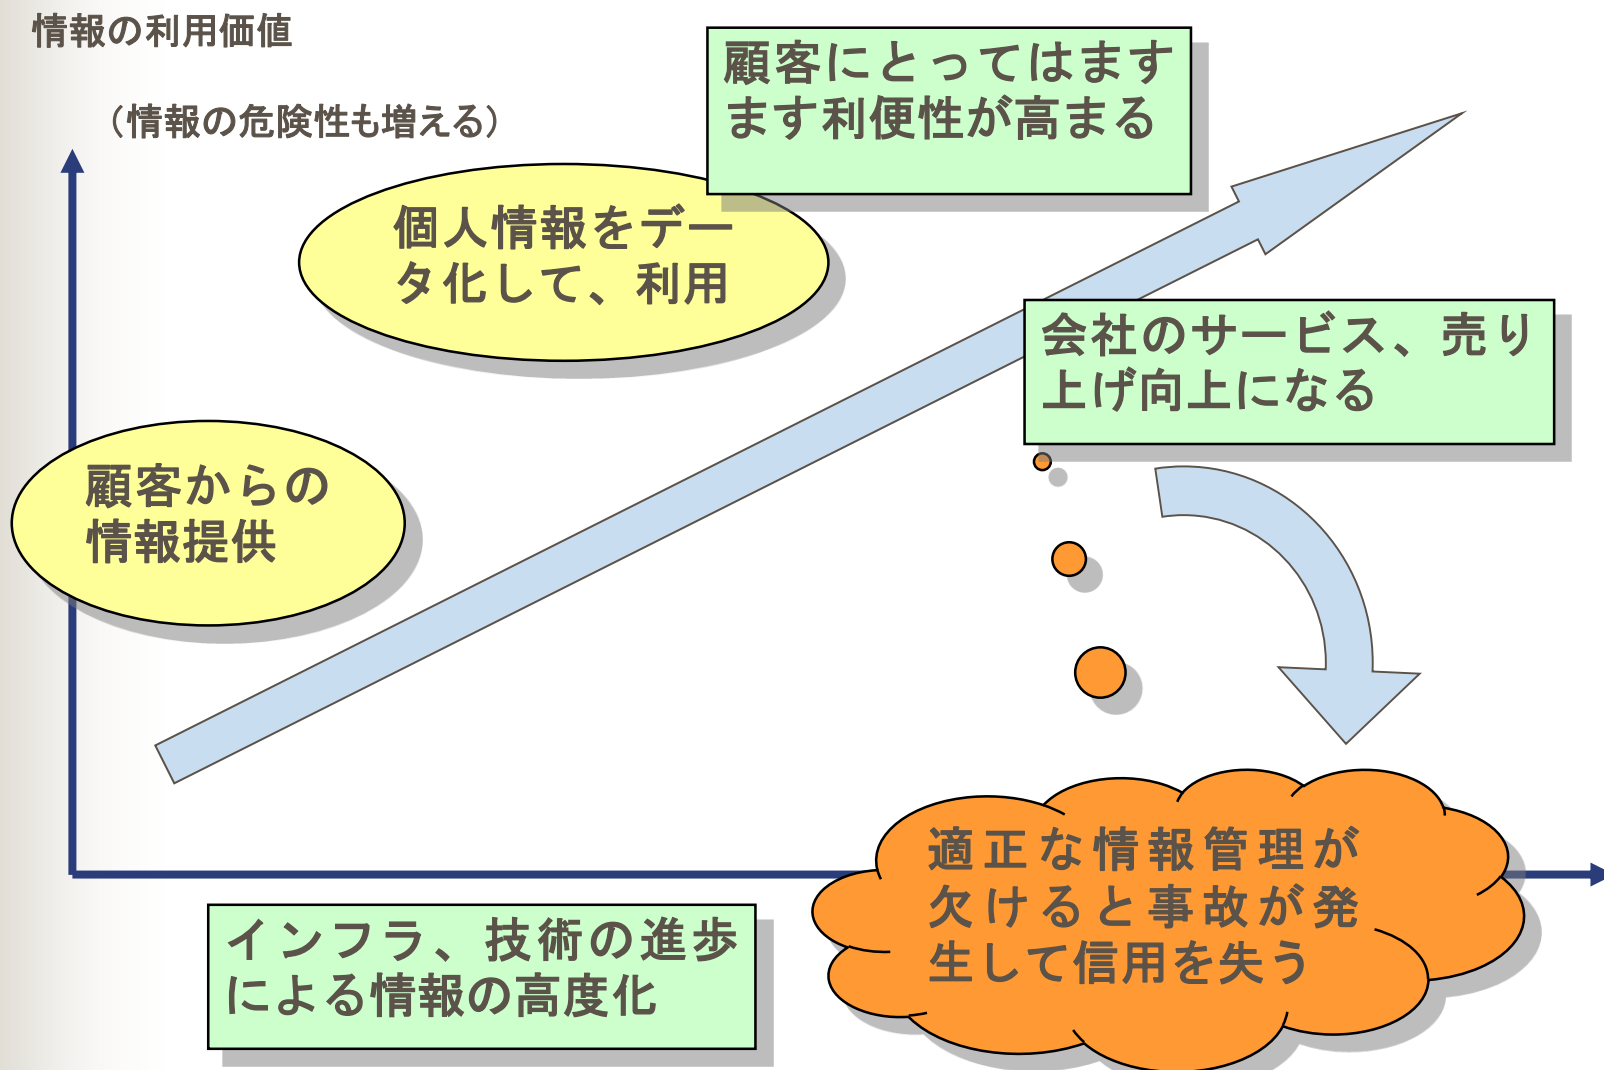 情報の利用価値
（情報の危険性も増える）
顧客にとってはます
ます利便性が高まる
個人情報をデー
タ化して、利用
会社のサービス、売り
上げ向上になる
顧客からの
情報提供
適正な情報管理が
欠けると事故が発
生して信用を失う
インフラ、技術の進歩
による情報の高度化